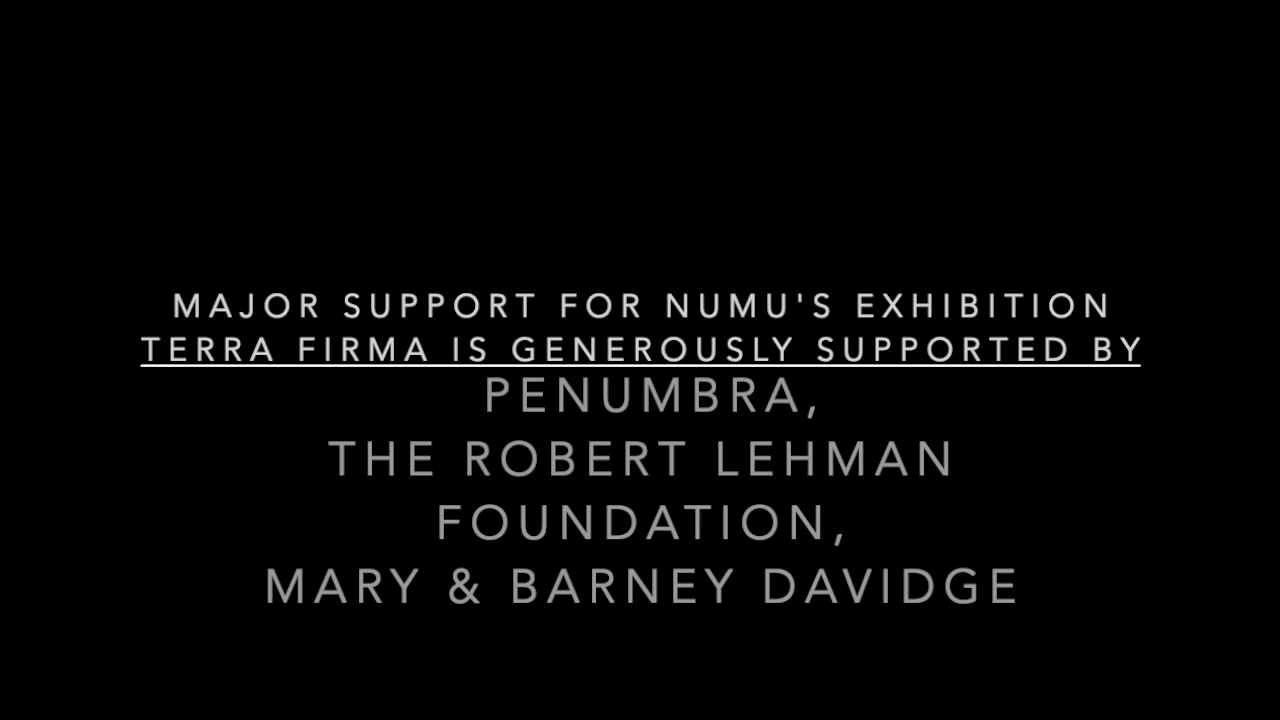 MAJOR SUPPORT FOR NUMU'S EXHIBITION
TERRA FIRMA IS GENEROUSLY SUPPORTED BY
PENUMBRA,
THE ROBERT LEHMAN
FOUNDATION,
MARY & BARNEY DAVIDGE